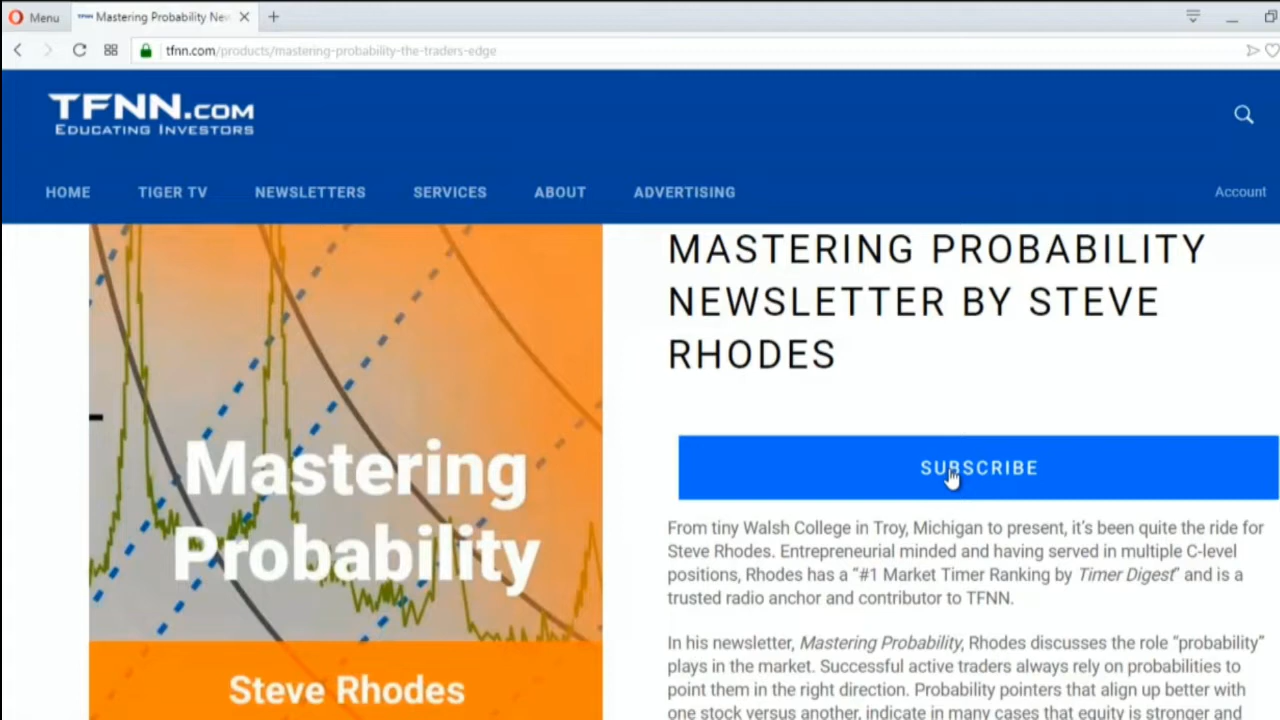 Menu
TFNN Mastering Probability New
tfnn.com/products/mastering-probability-the-traders-edge
TFNN.COM
EDUCATING INVESTORS
HOME TIGER TV NEWSLETTERS SERVICES ABOUT ADVERTISING Account
MASTERING PROBABILITY
NEWSLETTER BY STEVE
RHODES
Mastering
Probability
Steve Rhodes
SUBSCRIBE
From tiny Walsh College in Troy, Michigan to present, it's been quite the ride for
Steve Rhodes. Entrepreneurial minded and having served in multiple C-level
positions, Rhodes has a “#1 Market Timer Ranking by Timer Digest” and is a
trusted radio anchor and contributor to TFNN.
In his newsletter, Mastering Probability, Rhodes discusses the role “probability”
plays in the market. Successful active traders always rely on probabilities to
point them in the right direction. Probability pointers that align up better with
one stock versus another, indicate in many cases that equity is stronger and